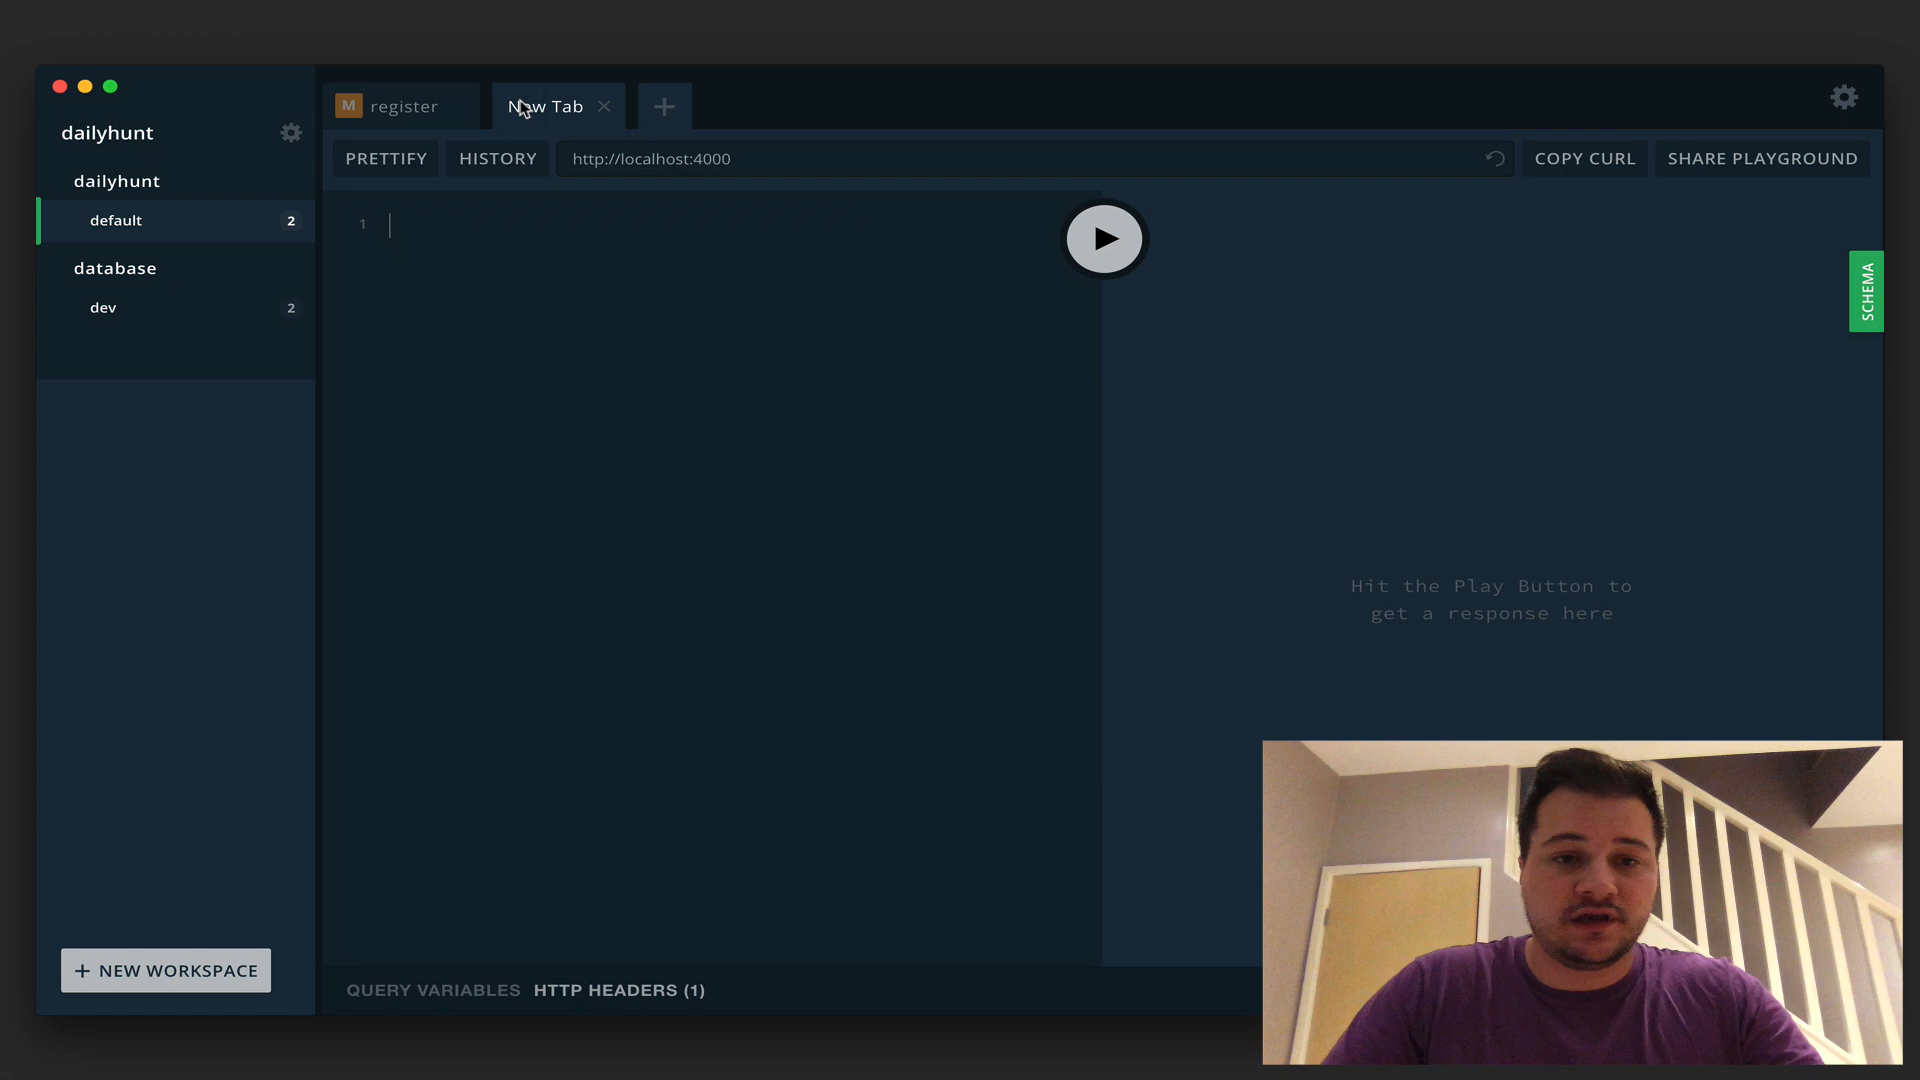 dailyhunt
dailyhunt
default 2
database
dev 2
+ NEW WORKSPACE
M register
New Tab
PRETTIFY HISTORY http://localhost:4000 COPY CURL SHARE PLAYGROUND
1
SCHEMA
Hit the Play Button to
get a response here
QUERY VARIABLES HTTP HEADERS (1)